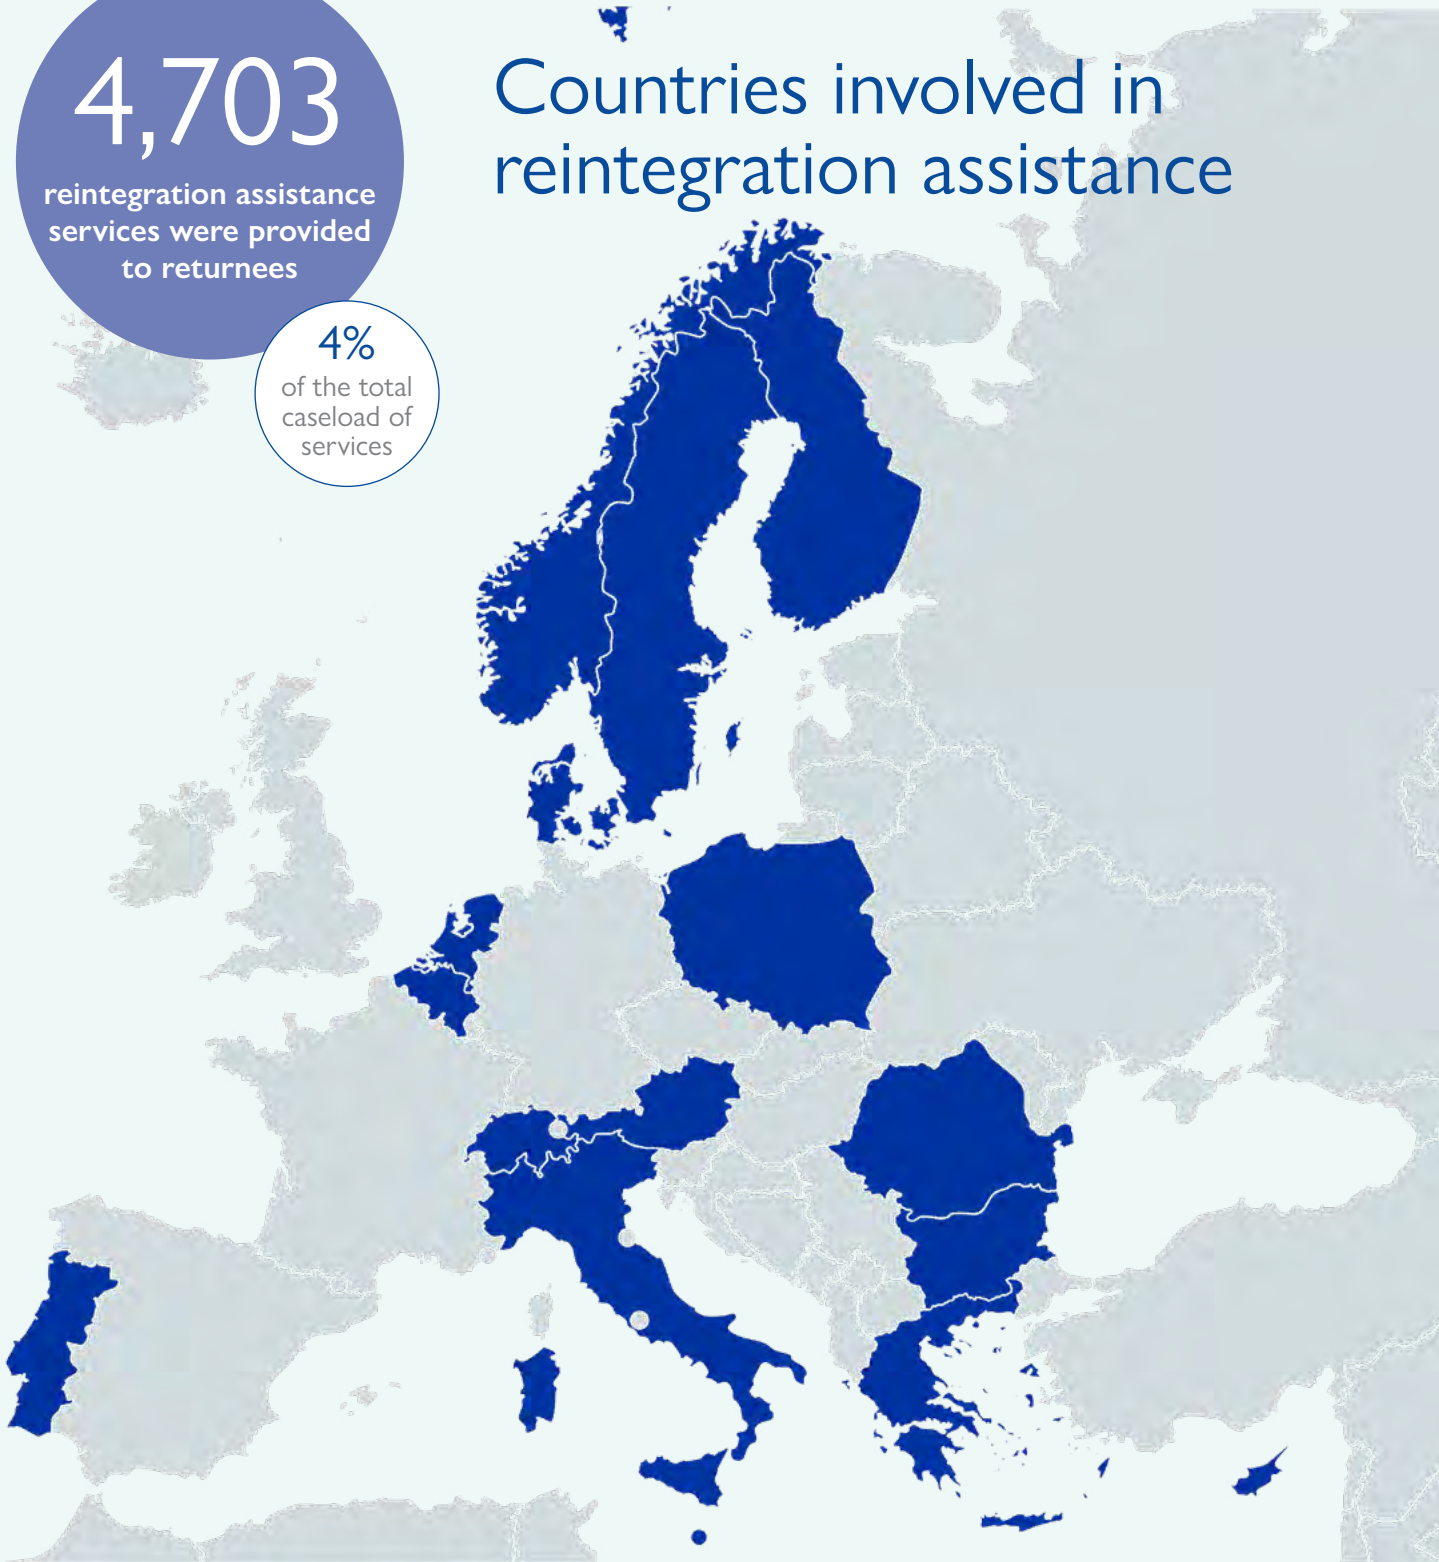 4,703
reintegration assistance
services were provided
to returnees
4%
of the total
caseload of
services
Countries involved in
reintegration assistance